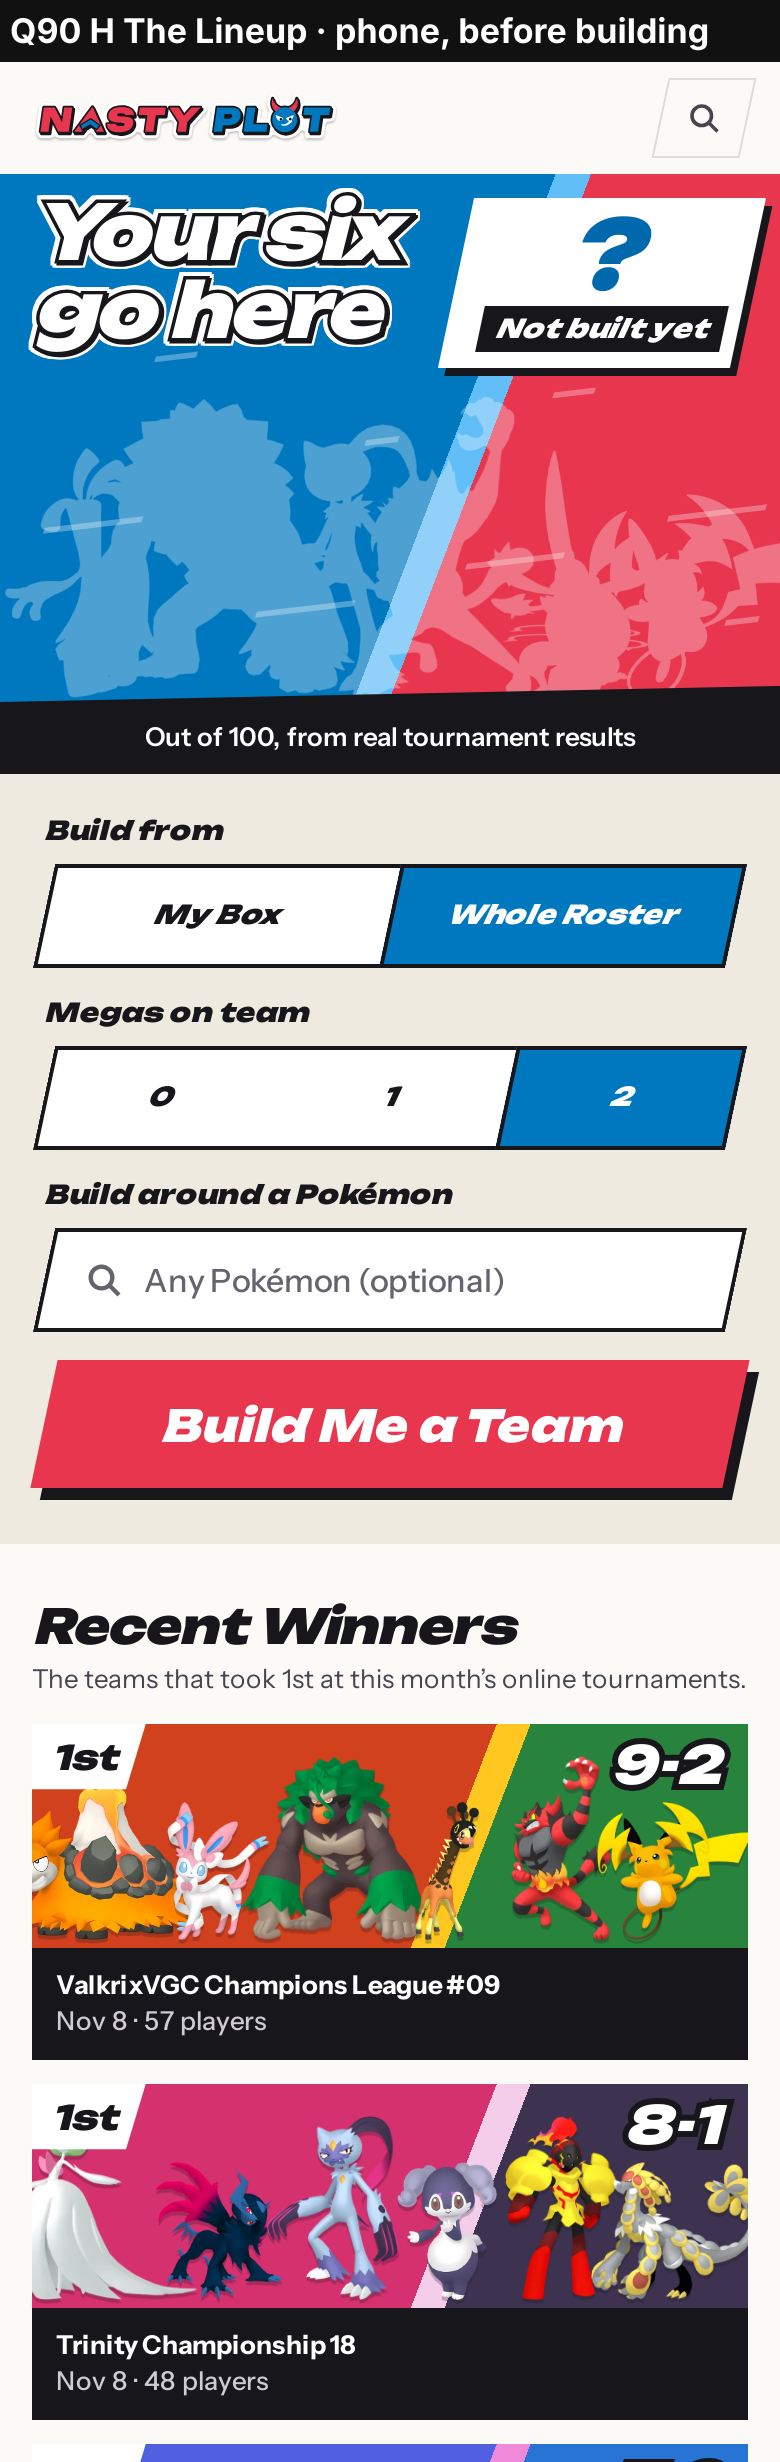 Q90 H The Lineup · phone, before building
NASTY PLOT
Your six
go here
?
Not built yet
Out of 100, from real tournament results
Build from
My Box
Whole Roster
Megas on team
0
1
2
Build around a Pokémon
Any Pokémon (optional)
Build Me a Team
Recent Winners
The teams that took 1st at this month’s online tournaments.
1st
9-2
ValkrixVGC Champions League #09
Nov 8 · 57 players
1st
8-1
Trinity Championship 18
Nov 8 · 48 players